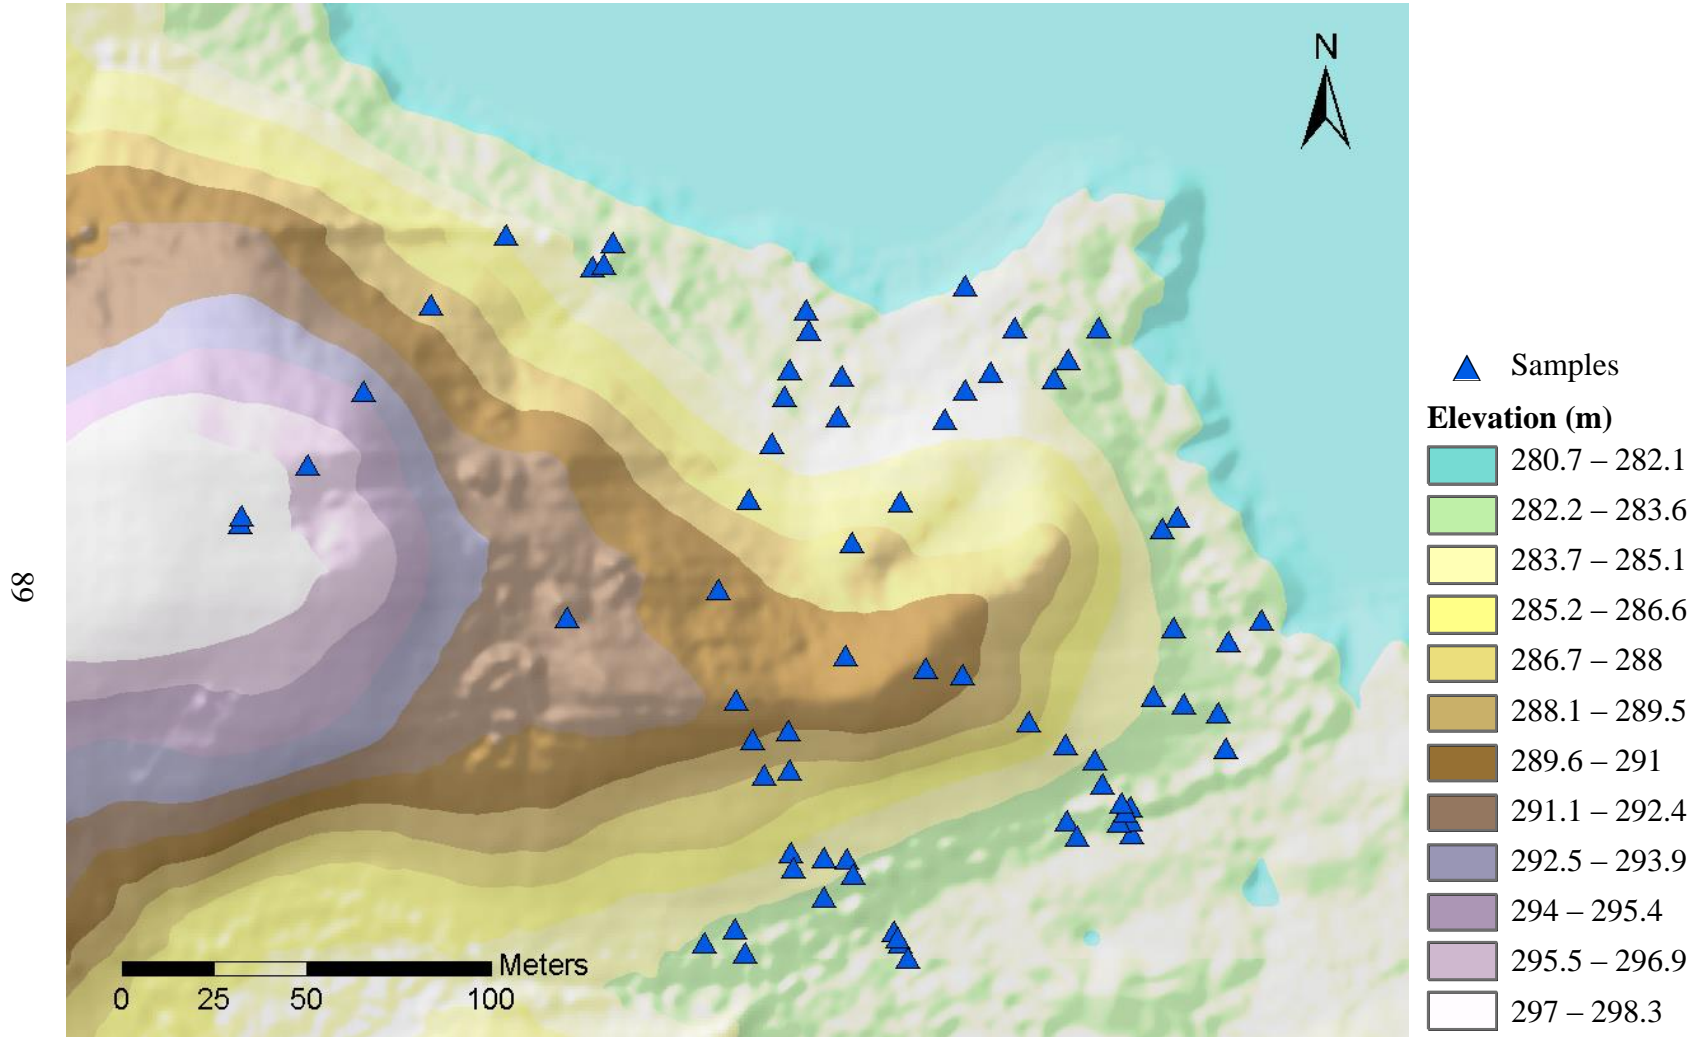 N
Samples
Elevation (m)
280.7 – 282.1
282.2 – 283.6
283.7 – 285.1
285.2 – 286.6
286.7 – 288
288.1 – 289.5
289.6 – 291
291.1 – 292.4
292.5 – 293.9
294 – 295.4
295.5 – 296.9
297 – 298.3
Meters
0 25 50 100
68